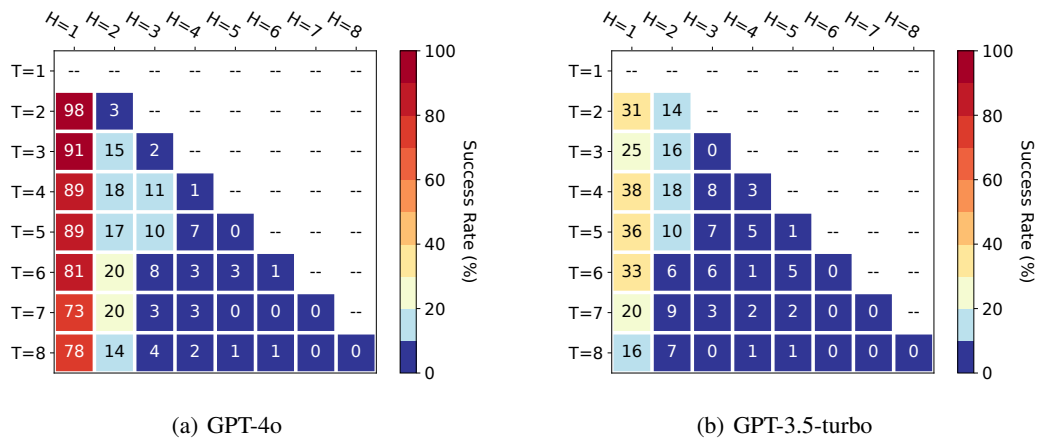 H=1 H=2 H=3 H=4 H=5 H=6 H=7 H=8
T=1 -- -- -- -- -- -- -- --
T=2 98 3 -- -- -- -- -- --
T=3 91 15 2 -- -- -- -- --
T=4 89 18 11 1 -- -- -- --
T=5 89 17 10 7 0 -- -- --
T=6 81 20 8 3 3 1 -- --
T=7 73 20 3 3 0 0 0 --
T=8 78 14 4 2 1 1 0 0
100
80
60
40
20
0
Success Rate (%)
(a) GPT-4o
H=1 H=2 H=3 H=4 H=5 H=6 H=7 H=8
T=1 -- -- -- -- -- -- -- --
T=2 31 14 -- -- -- -- -- --
T=3 25 16 0 -- -- -- -- --
T=4 38 18 8 3 -- -- -- --
T=5 36 10 7 5 1 -- -- --
T=6 33 6 6 1 5 0 -- --
T=7 20 9 3 2 2 0 0 --
T=8 16 7 0 1 1 0 0 0
100
80
60
40
20
0
Success Rate (%)
(b) GPT-3.5-turbo